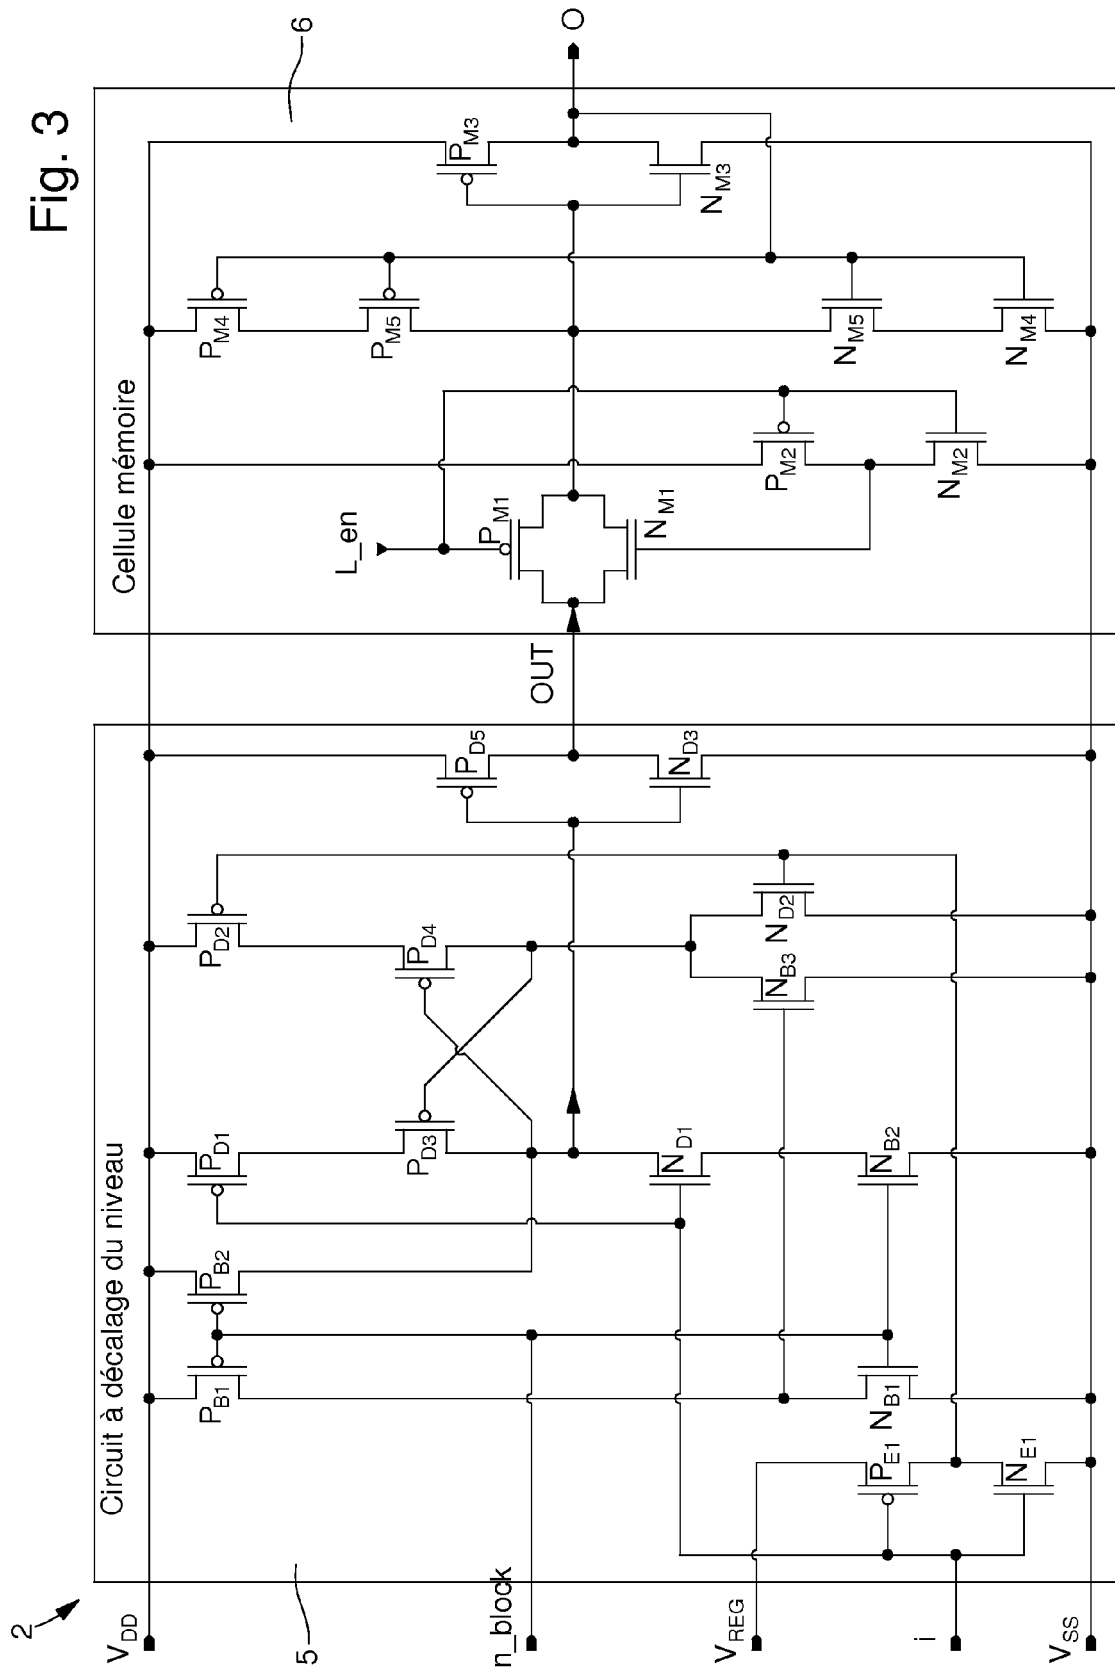 Fig. 3
2
Circuit à décalage du niveau
Cellule mémoire
5
6
V_DD
n_block
V_REG
i
V_SS
P_B1
P_B2
P_D1
P_D2
P_D3
P_D4
P_D5
N_D1
N_D2
N_D3
N_B1
N_B2
N_B3
P_E1
N_E1
OUT
L_en
P_M1
N_M1
P_M2
N_M2
P_M4
P_M5
N_M5
N_M4
P_M3
N_M3
O